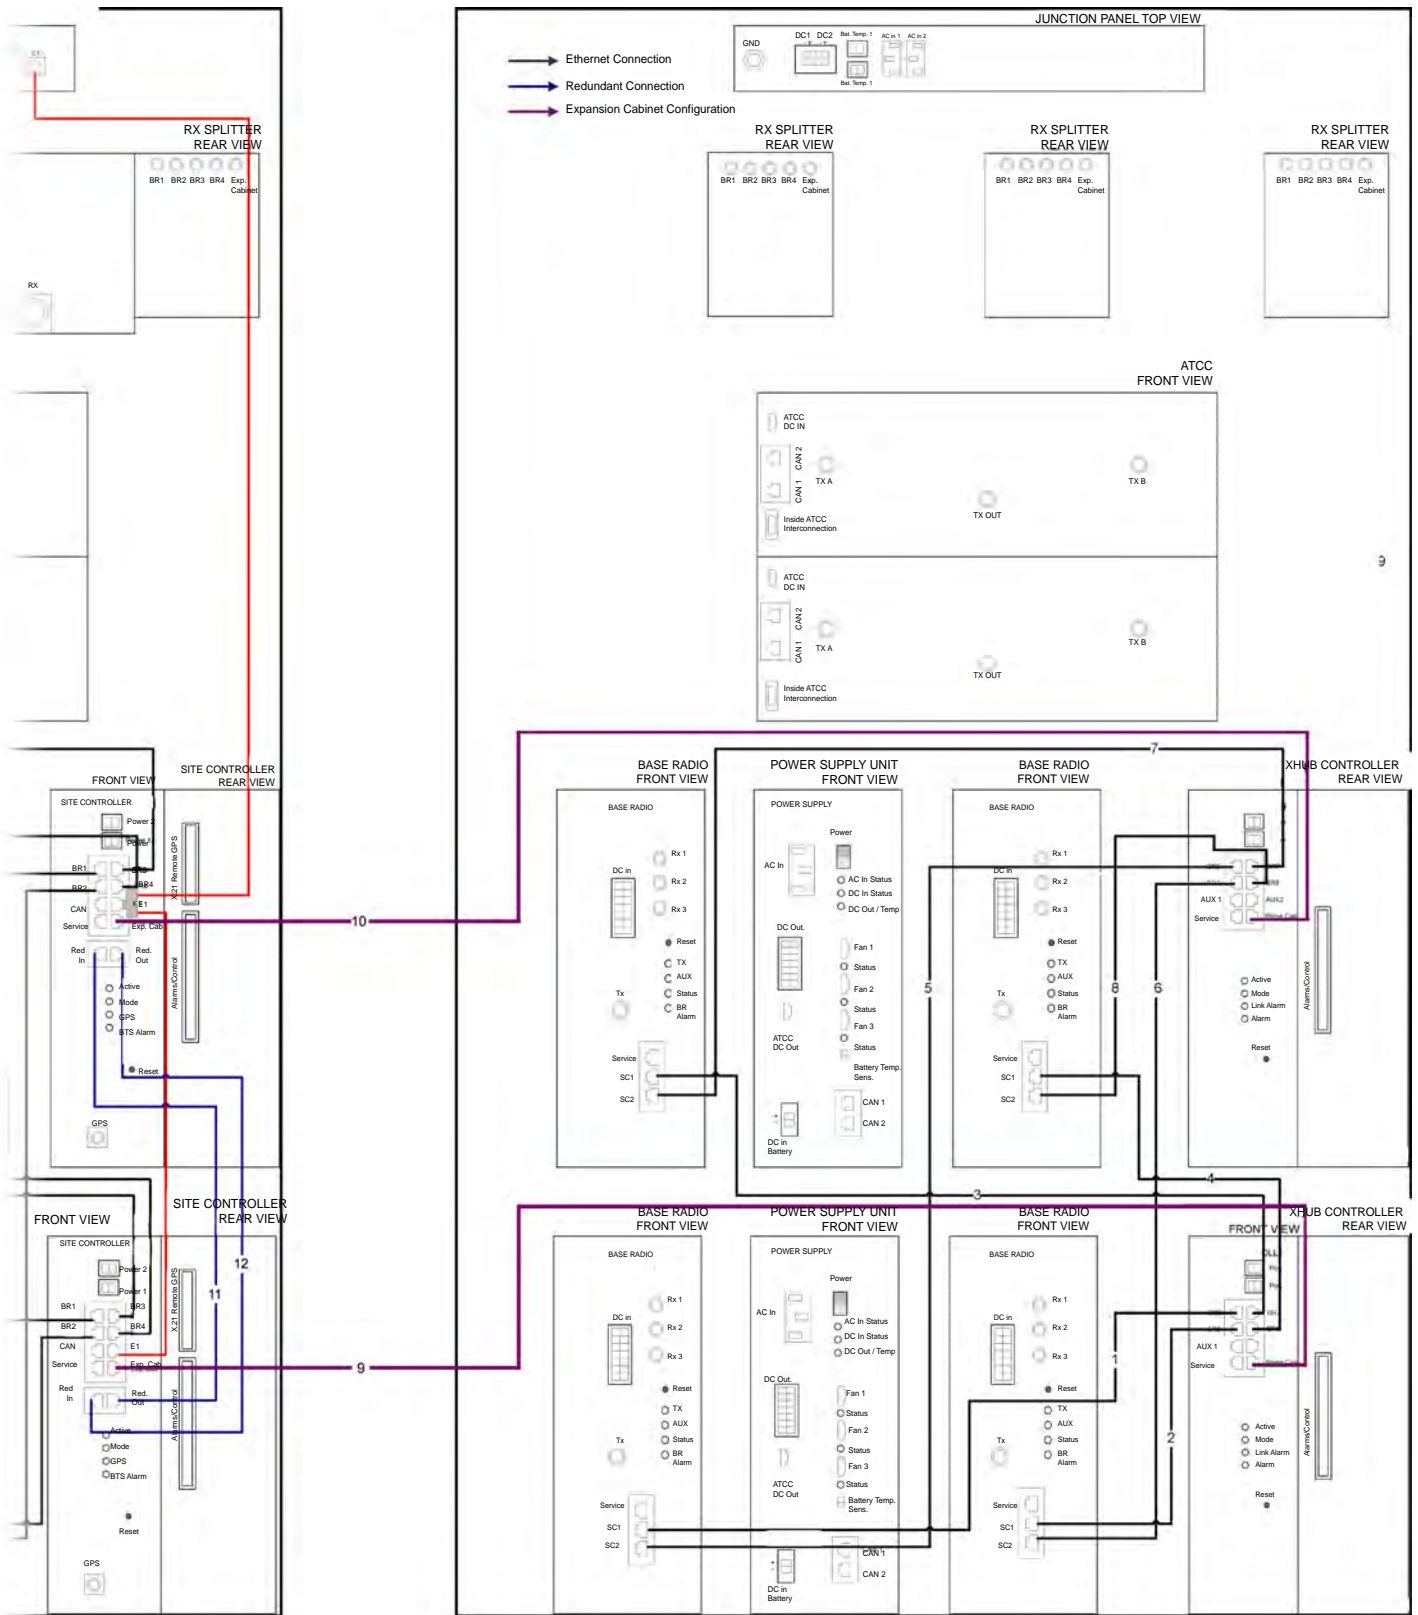 JUNCTION PANEL TOP VIEW
Ethernet Connection
Redundant Connection
Expansion Cabinet Configuration
GND
DC1 DC2
Bat. Temp. 1
AC in 1 AC in 2
Bat. Temp. 1
RX SPLITTER
REAR VIEW
BR1 BR2 BR3 BR4 Exp.
Cabinet
RX
RX SPLITTER
REAR VIEW
BR1 BR2 BR3 BR4 Exp.
Cabinet
RX SPLITTER
REAR VIEW
BR1 BR2 BR3 BR4 Exp.
Cabinet
RX SPLITTER
REAR VIEW
BR1 BR2 BR3 BR4 Exp.
Cabinet
ATCC
FRONT VIEW
ATCC
DC IN
CAN 2
CAN 1
TX A
TX OUT
TX B
Inside ATCC
Interconnection
9
ATCC
DC IN
CAN 2
CAN 1
TX A
TX OUT
TX B
Inside ATCC
Interconnection
FRONT VIEW
SITE CONTROLLER
REAR VIEW
SITE CONTROLLER
Power 2
Power
BR1
BR3
BR2
BR4
CAN
E1
Service
Exp. Cab
Red
In
Red.
Out
Active
Mode
GPS
BTS Alarm
Reset
GPS
X.21 Remote GPS
Alarms/Control
10
12
11
BASE RADIO
FRONT VIEW
BASE RADIO
DC in
Rx 1
Rx 2
Rx 3
Reset
TX
AUX
Status
BR
Alarm
Tx
Service
SC1
SC2
POWER SUPPLY UNIT
FRONT VIEW
POWER SUPPLY
Power
AC In
AC In Status
DC In Status
DC Out / Temp
DC Out.
Fan 1
Status
Fan 2
Status
Fan 3
Status
ATCC
DC Out
Battery Temp.
Sens.
CAN 1
CAN 2
DC in
Battery
BASE RADIO
FRONT VIEW
BASE RADIO
DC in
Rx 1
Rx 2
Rx 3
Reset
TX
AUX
Status
BR
Alarm
Tx
Service
SC1
SC2
7
5
8
6
XHUB CONTROLLER
REAR VIEW
AUX 1
AUX2
Service
Active
Mode
Link Alarm
Alarm
Reset
Alarms/Control
3
4
FRONT VIEW
SITE CONTROLLER
REAR VIEW
SITE CONTROLLER
Power 2
Power 1
BR1
BR3
BR2
BR4
CAN
E1
Service
Exp. Cab
Red
In
Red.
Out
Active
Mode
GPS
BTS Alarm
Reset
GPS
X.21 Remote GPS
Alarms/Control
9
BASE RADIO
FRONT VIEW
BASE RADIO
DC in
Rx 1
Rx 2
Rx 3
Reset
TX
AUX
Status
BR
Alarm
Tx
Service
SC1
SC2
POWER SUPPLY UNIT
FRONT VIEW
POWER SUPPLY
Power
AC In
AC In Status
DC In Status
DC Out / Temp
DC Out.
Fan 1
Status
Fan 2
Status
Fan 3
Status
ATCC
DC Out
Battery Temp.
Sens.
CAN 1
CAN 2
DC in
Battery
BASE RADIO
FRONT VIEW
BASE RADIO
DC in
Rx 1
Rx 2
Rx 3
Reset
TX
AUX
Status
BR
Alarm
Tx
Service
SC1
SC2
1
2
FRONT VIEW
XHUB CONTROLLER
REAR VIEW
AUX 1
Service
Active
Mode
Link Alarm
Alarm
Reset
Alarms/Control